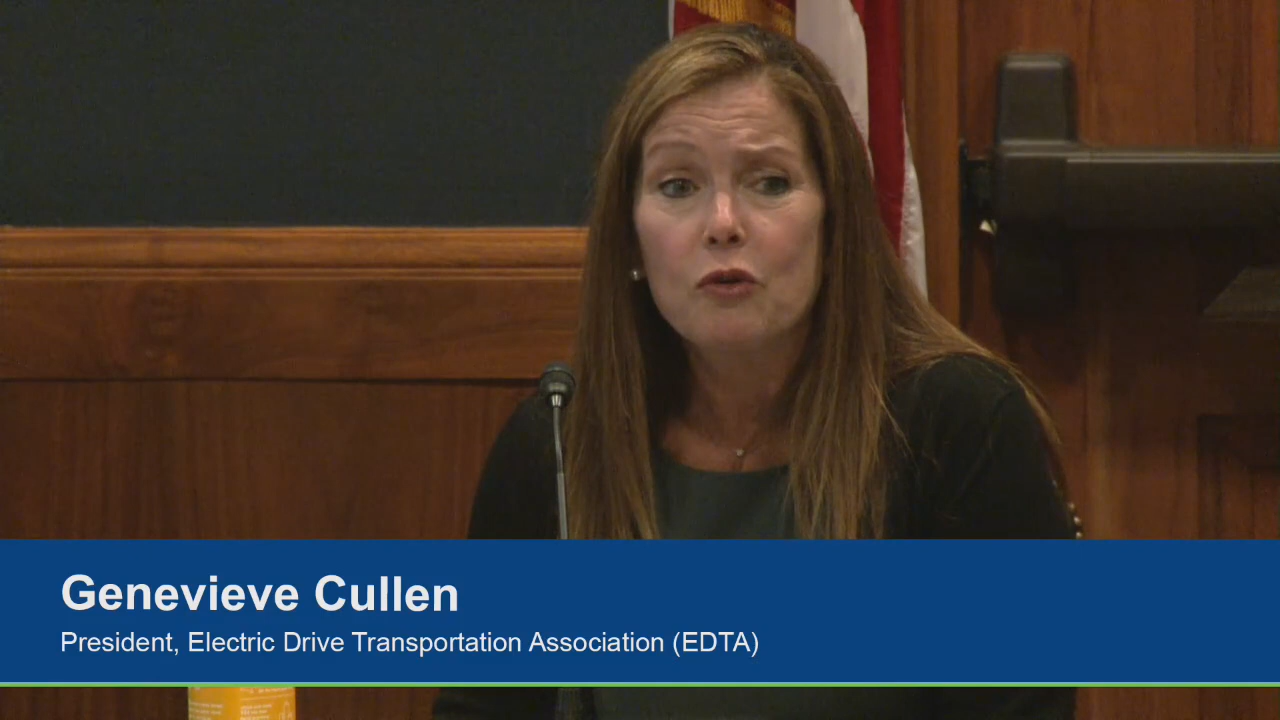 Genevieve Cullen
President, Electric Drive Transportation Association (EDTA)